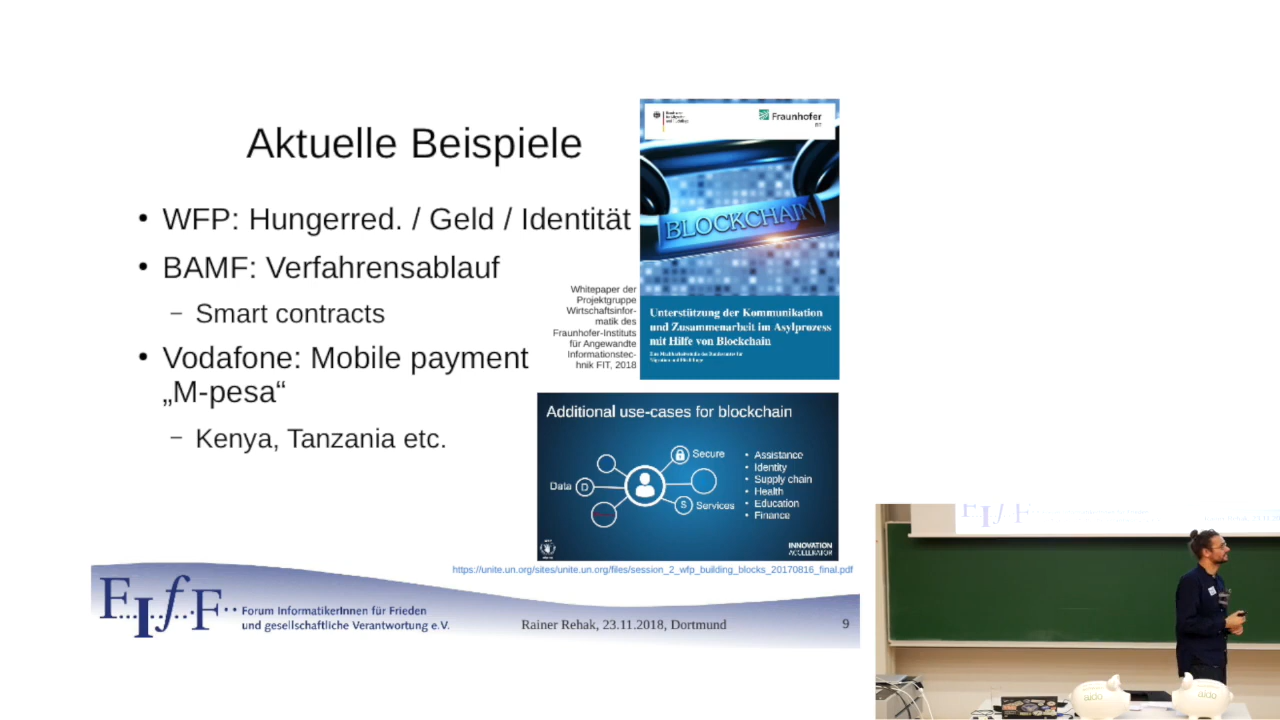 Aktuelle Beispiele
• WFP: Hungerred. / Geld / Identität
• BAMF: Verfahrensablauf
– Smart contracts
• Vodafone: Mobile payment
„M-pesa“
– Kenya, Tanzania etc.
Whitepaper der
Projektgruppe
Wirtschaftsinfor-
matik des
Fraunhofer-Instituts
für Angewandte
Informationstec-
hnik FIT, 2018
Fraunhofer
FIT
BLOCKCHAIN
Unterstützung der Kommunikation
und Zusammenarbeit im Asylprozess
mit Hilfe von Blockchain
Additional use-cases for blockchain
Secure
Data D
S Services
• Assistance
• Identity
• Supply chain
• Health
• Education
• Finance
INNOVATION
ACCELERATOR
https://unite.un.org/sites/unite.un.org/files/session_2_wfp_building_blocks_20170816_final.pdf
F..I..f..F..
Forum InformatikerInnen für Frieden
und gesellschaftliche Verantwortung e.V.
Rainer Rehak, 23.11.2018, Dortmund
9
FIfF
aido
aido